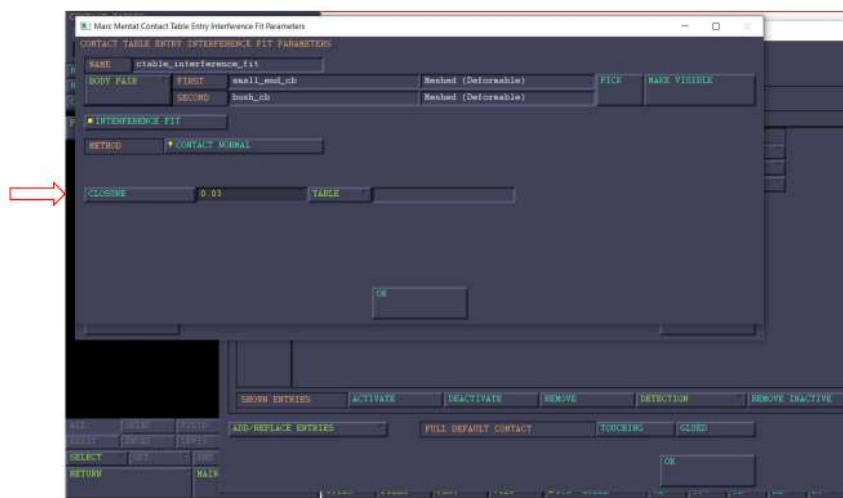 Marc Mentat Contact Table Entry Interference Fit Parameters
CONTACT TABLE ENTRY INTERFERENCE FIT PARAMETERS
NAME ctable_interference_fit
BODY PAIR FIRST small_end_cb Meshed (Deformable) PICK MAKE VISIBLE
SECOND bush_cb Meshed (Deformable)
INTERFERENCE FIT
METHOD CONTACT NORMAL
CLOSURE 0.03 TABLE
OK
SHOWN ENTRIES ACTIVATE DEACTIVATE REMOVE DETECTION REMOVE INACTIVE
ADD/REPLACE ENTRIES FULL DEFAULT CONTACT TOUCHING GLUED
SELECT SET
OK
RETURN MAIN